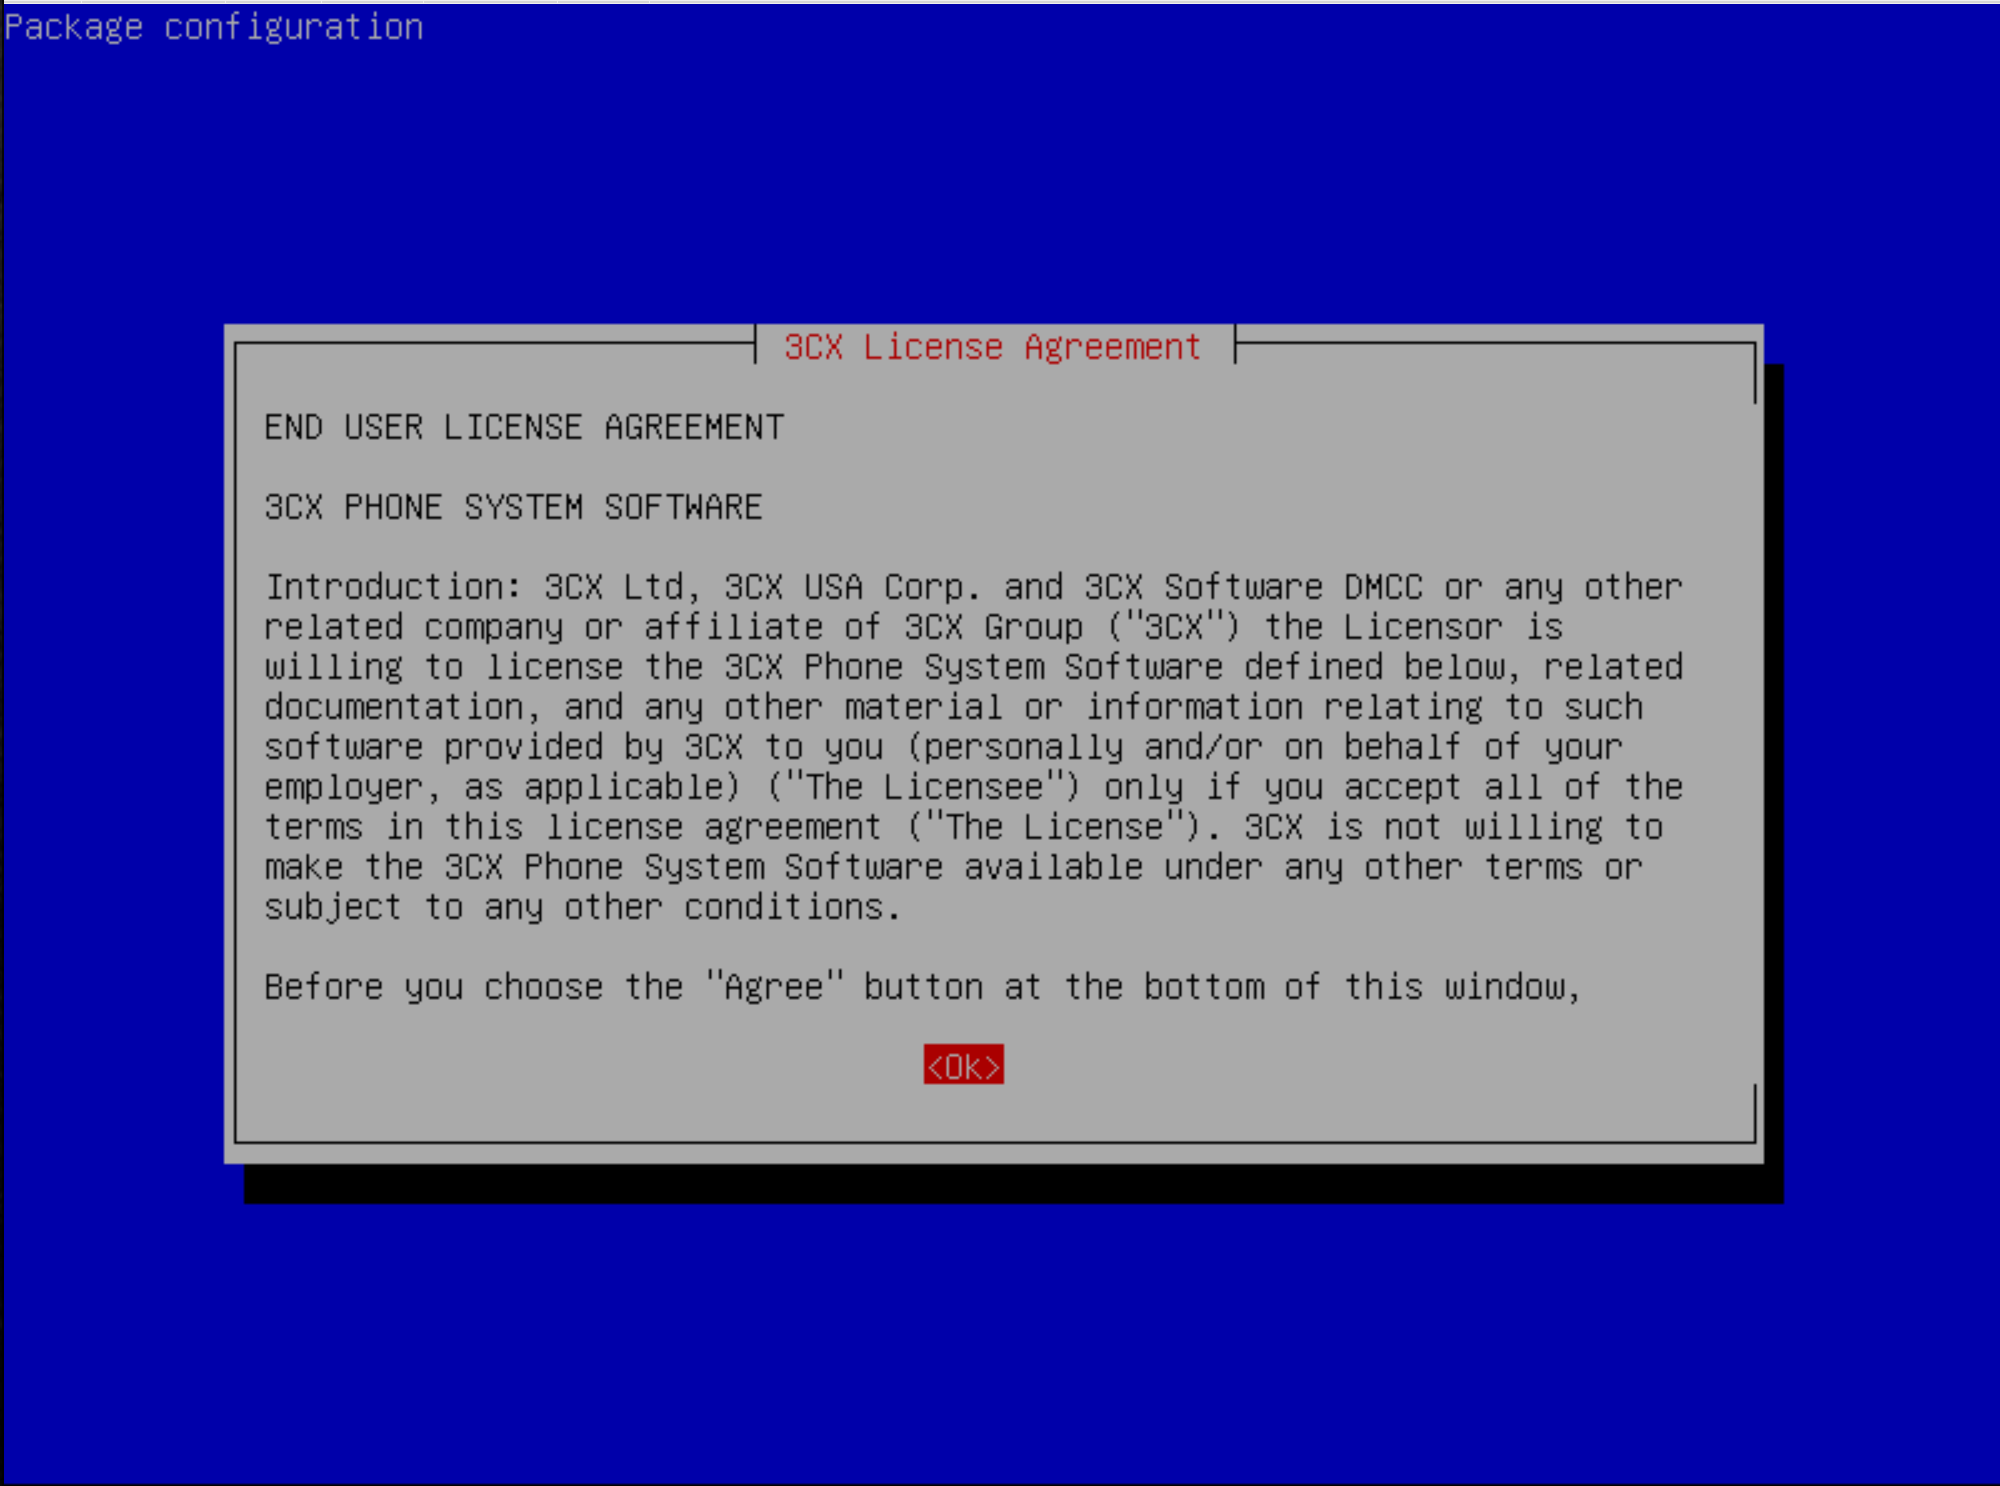 Package configuration
3CX License Agreement
END USER LICENSE AGREEMENT
3CX PHONE SYSTEM SOFTWARE
Introduction: 3CX Ltd, 3CX USA Corp. and 3CX Software DMCC or any other
related company or affiliate of 3CX Group ("3CX") the Licensor is
willing to license the 3CX Phone System Software defined below, related
documentation, and any other material or information relating to such
software provided by 3CX to you (personally and/or on behalf of your
employer, as applicable) ("The Licensee") only if you accept all of the
terms in this license agreement ("The License"). 3CX is not willing to
make the 3CX Phone System Software available under any other terms or
subject to any other conditions.
Before you choose the "Agree" button at the bottom of this window,
<Ok>